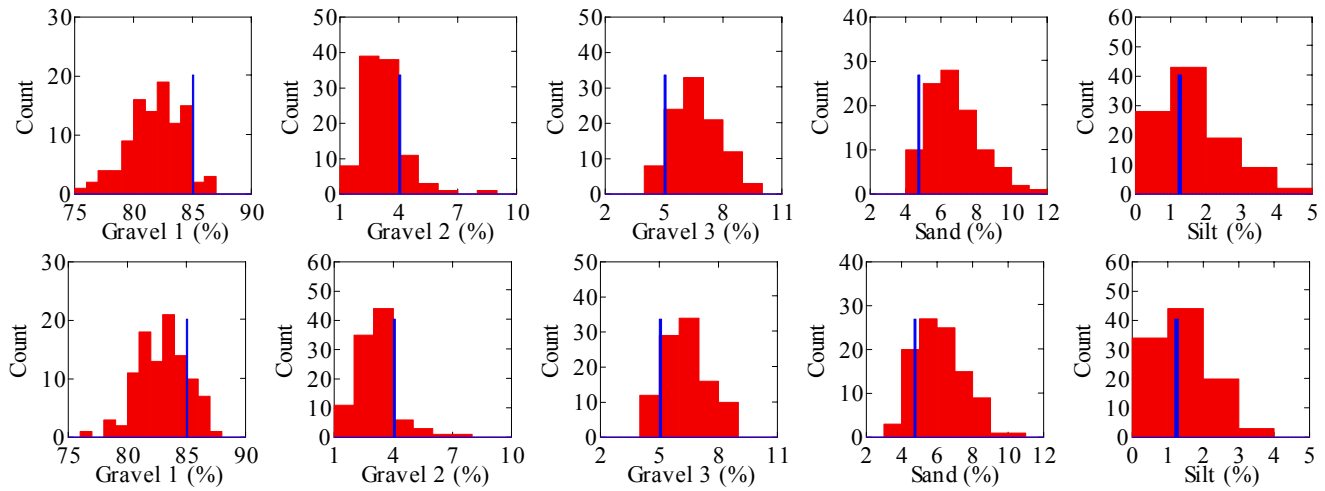 30 50 50 40 60
50
40 40
20 30
40
Count Count 30 Count 30 Count 20 Count 30
20 20
10 20
10
10 10 10
0 0 0 0 0
75 80 85 90 1 4 7 10 2 5 8 11 2 4 6 8 10 12 0 1 2 3 4 5
Gravel 1 (%) Gravel 2 (%) Gravel 3 (%) Sand (%) Silt (%)
30 60 50 40 60
50 50
40
20 40 30 40
Count Count 30 Count 30 Count 20 Count 30
20
10 20 20
10
10 10 10
0 0 0 0 0
75 80 85 90 1 4 7 10 2 5 8 11 2 4 6 8 10 12 0 1 2 3 4 5
Gravel 1 (%) Gravel 2 (%) Gravel 3 (%) Sand (%) Silt (%)